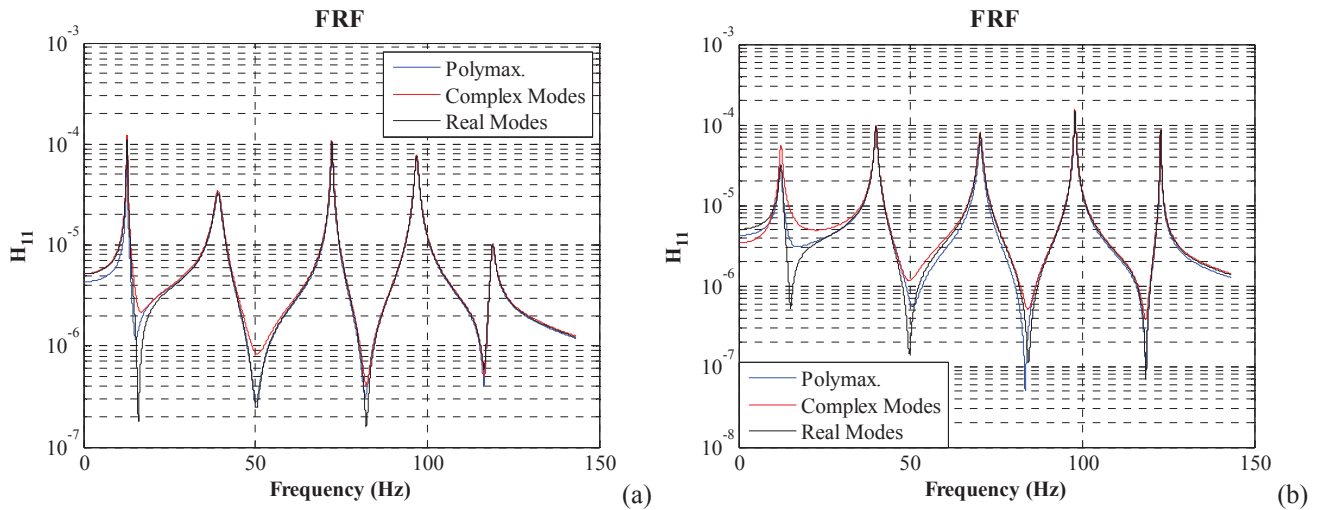 FRF
10⁻³
10⁻⁴
10⁻⁵
10⁻⁶
10⁻⁷
H₁₁
0 50 100 150
Frequency (Hz)
Polymax.
Complex Modes
Real Modes
(a)
FRF
10⁻³
10⁻⁴
10⁻⁵
10⁻⁶
10⁻⁷
10⁻⁸
H₁₁
0 50 100 150
Frequency (Hz)
Polymax.
Complex Modes
Real Modes
(b)